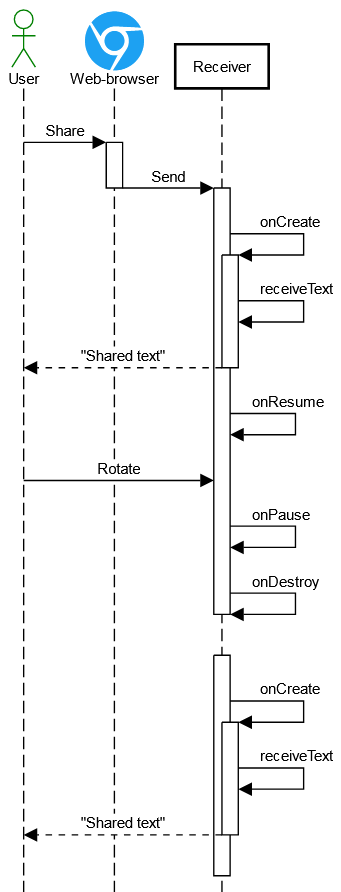 User
Web-browser
Receiver
Share
Send
onCreate
receiveText
"Shared text"
onResume
Rotate
onPause
onDestroy
onCreate
receiveText
"Shared text"